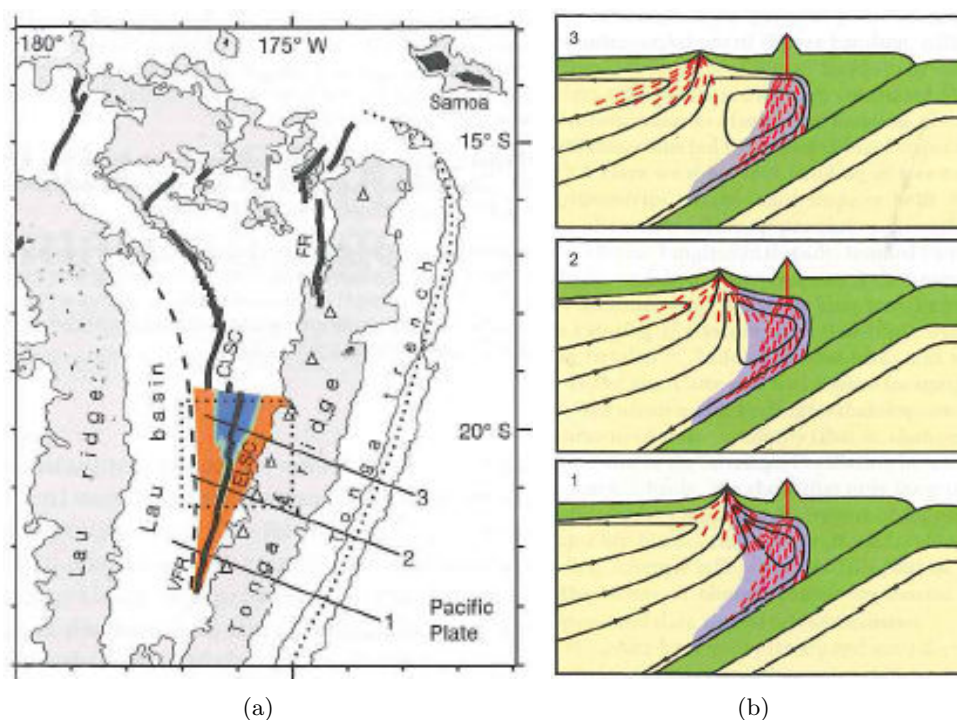 180°
175° W
Samoa
15° S
FR
CLSC
Lau ridge
Lau basin
20° S
ELSC
VFR
Tonga ridge
Tonga trench
3
2
1
Pacific
Plate
(a)
3
2
1
(b)